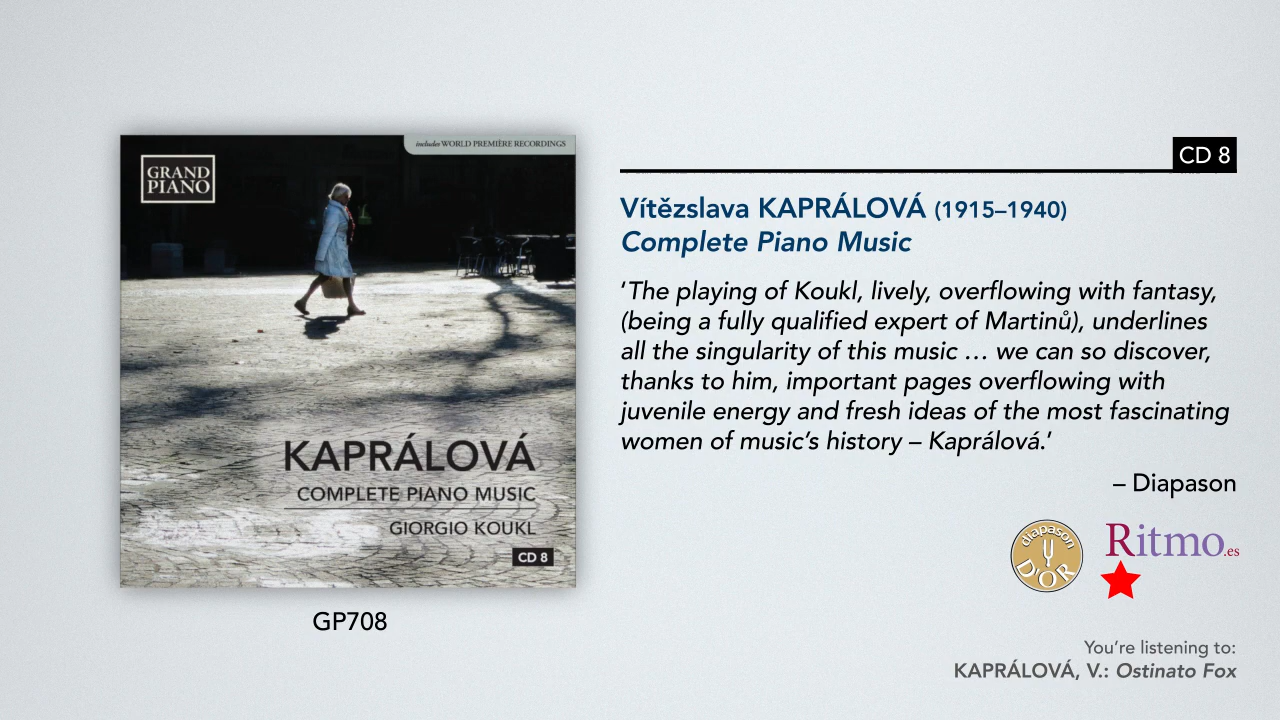 includes WORLD PREMIÈRE RECORDINGS
GRAND
PIANO
KAPRÁLOVÁ
COMPLETE PIANO MUSIC
GIORGIO KOUKL
CD 8
GP708
CD 8
Vítězslava KAPRÁLOVÁ (1915–1940)
Complete Piano Music
‘The playing of Koukl, lively, overflowing with fantasy,
(being a fully qualified expert of Martinů), underlines
all the singularity of this music … we can so discover,
thanks to him, important pages overflowing with
juvenile energy and fresh ideas of the most fascinating
women of music’s history – Kaprálová.’
– Diapason
diapason
D'OR
Ritmo.es
You’re listening to:
KAPRÁLOVÁ, V.: Ostinato Fox